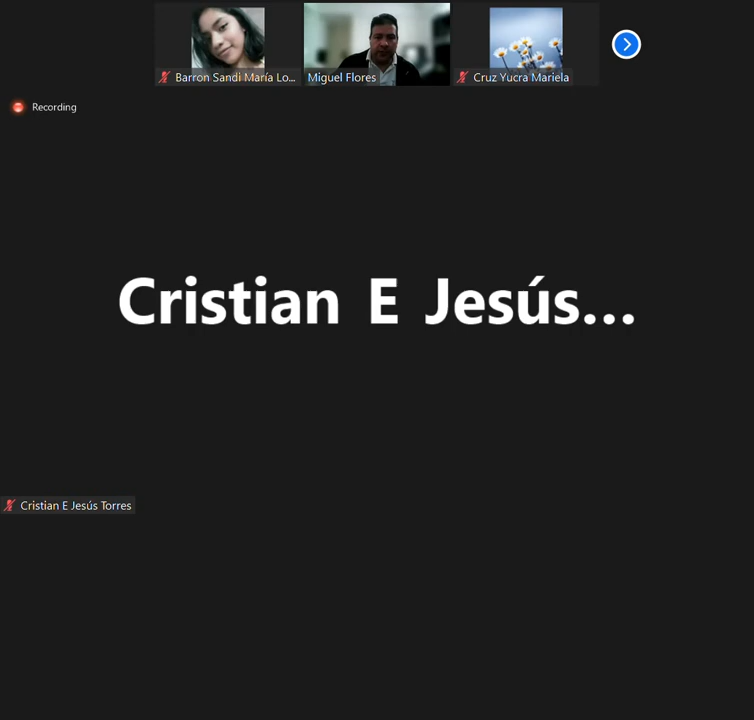 Barron Sandi María Lo...
Miguel Flores
Cruz Yucra Mariela
Recording
Cristian E Jesús...
Cristian E Jesús Torres